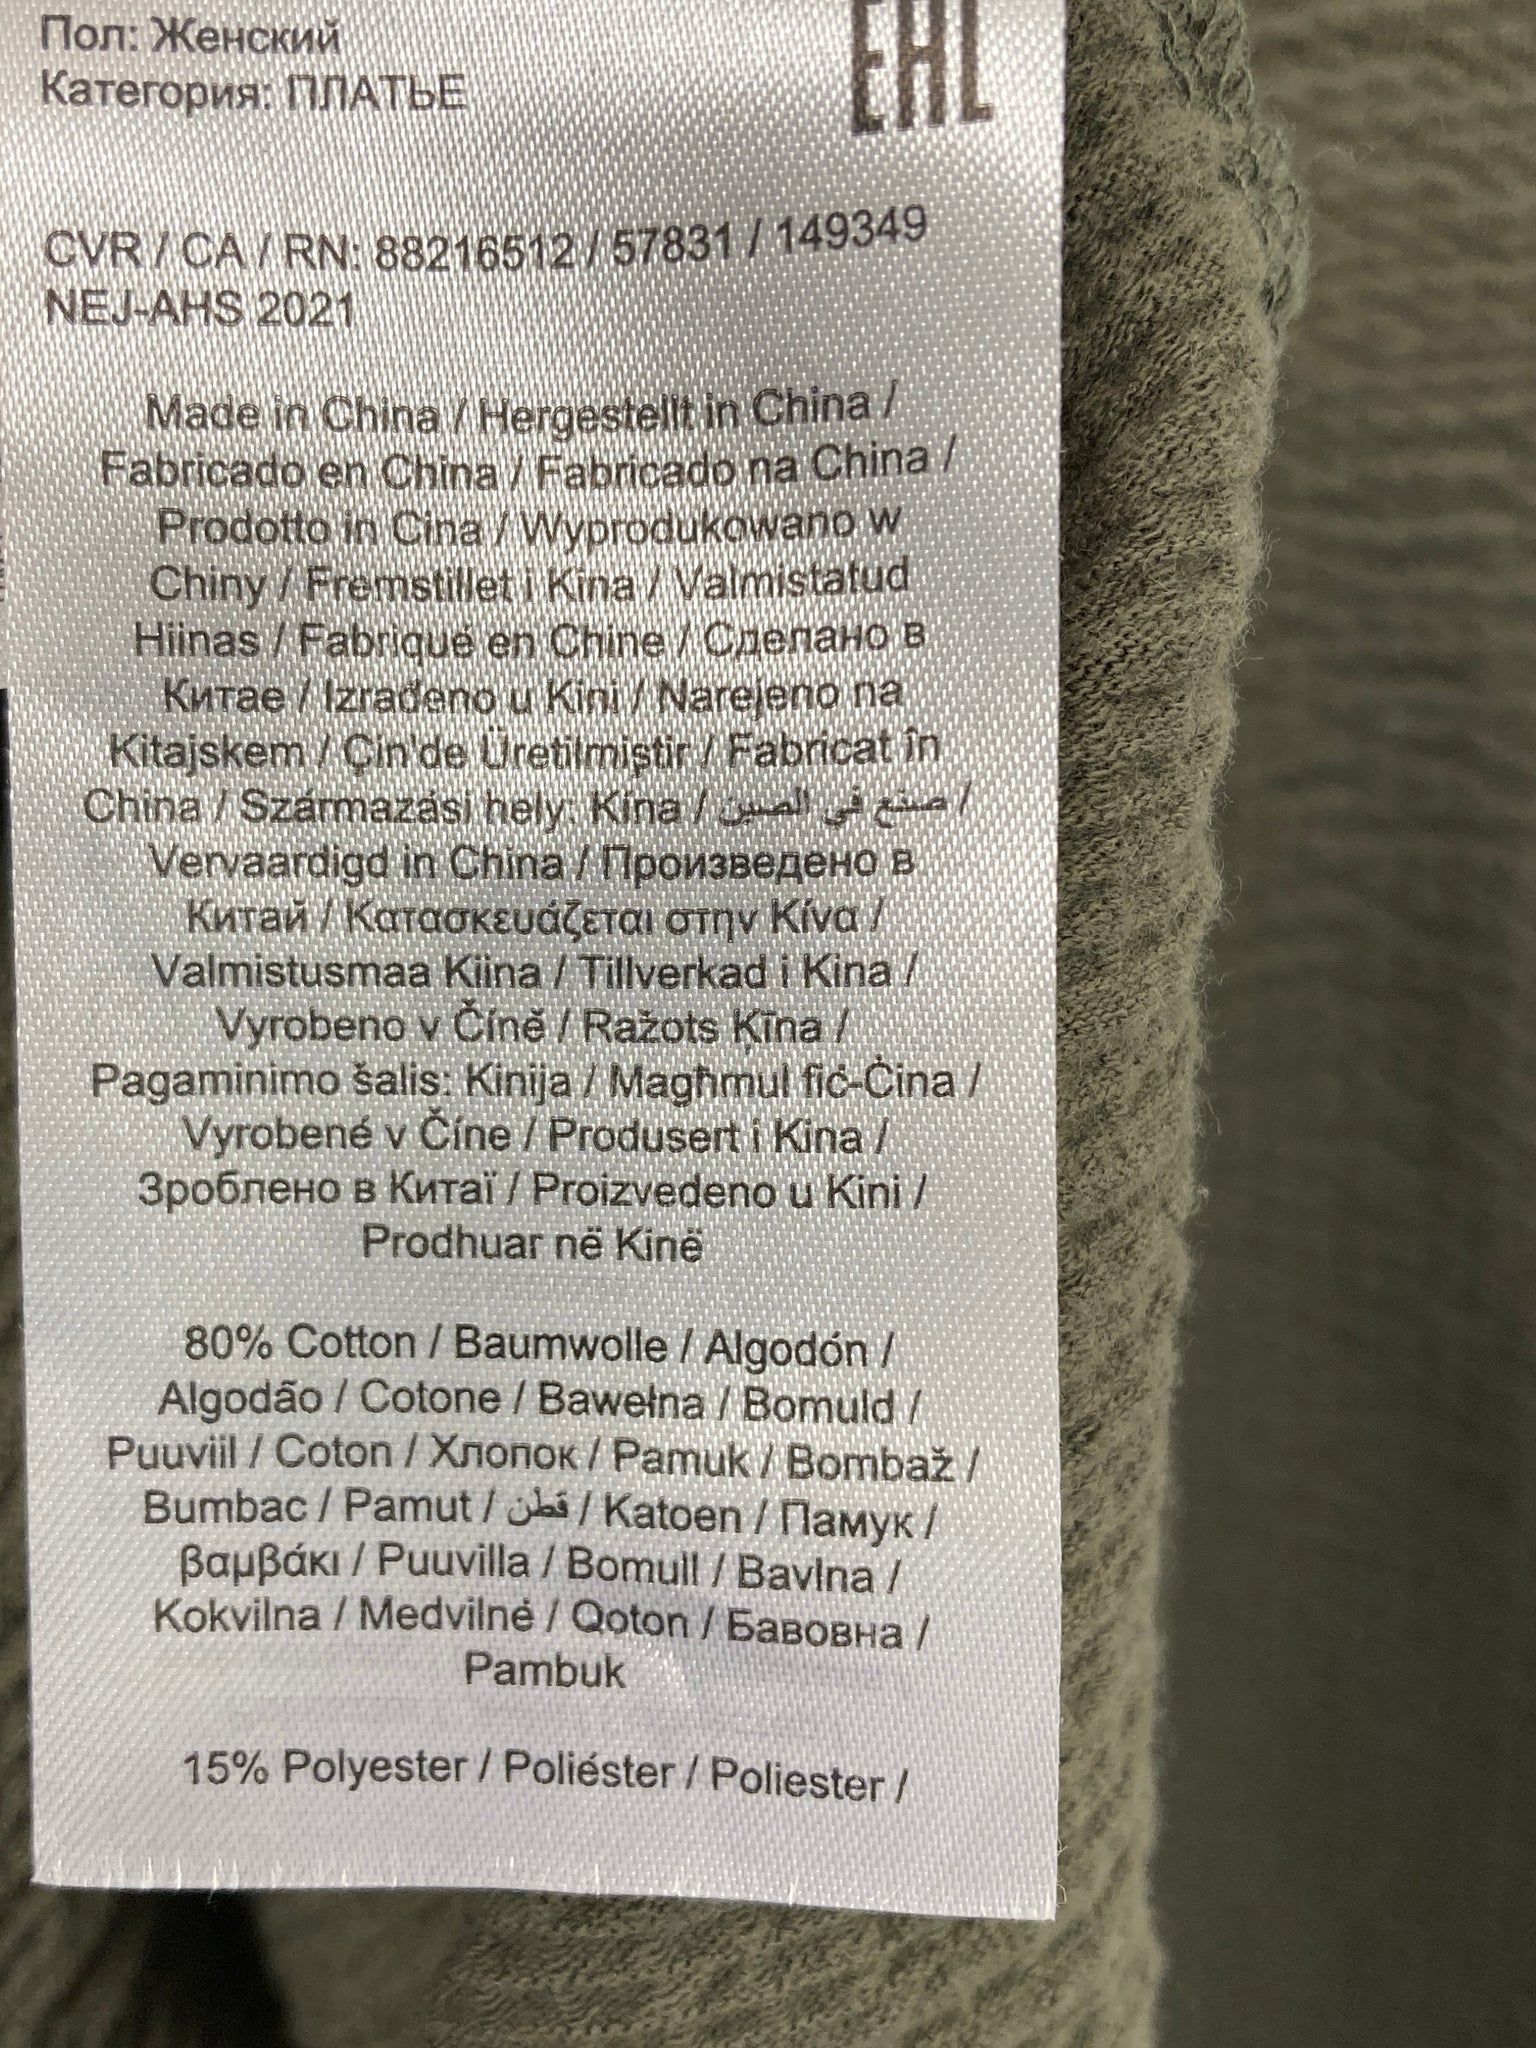 Пол: Женский
Категория: ПЛАТЬЕ
EAC
CVR / CA / RN: 88216512 / 57831 / 149349
NEJ-AHS 2021
Made in China / Hergestellt in China /
Fabricado en China / Fabricado na China /
Prodotto in Cina / Wyprodukowano w
Chiny / Fremstillet i Kina / Valmistatud
Hiinas / Fabriqué en Chine / Сделано в
Китае / Izrađeno u Kini / Narejeno na
Kitajskem / Çin'de Üretilmiştir / Fabricat în
China / Származási hely: Kína / صنع في الصين /
Vervaardigd in China / Произведено в
Китай / Κατασκευάζεται στην Κίνα /
Valmistusmaa Kiina / Tillverkad i Kina /
Vyrobeno v Číně / Ražots Ķīna /
Pagaminimo šalis: Kinija / Magħmul fiċ-Ċina /
Vyrobené v Číne / Produsert i Kina /
Зроблено в Китаї / Proizvedeno u Kini /
Prodhuar në Kinë
80% Cotton / Baumwolle / Algodón /
Algodão / Cotone / Bawełna / Bomuld /
Puuviil / Coton / Хлопок / Pamuk / Bombaž /
Bumbac / Pamut / قطن / Katoen / Памук /
βαμβάκι / Puuvilla / Bomull / Bavlna /
Kokvilna / Medvilnė / Qoton / Бавовна /
Pambuk
15% Polyester / Poliéster / Poliester /